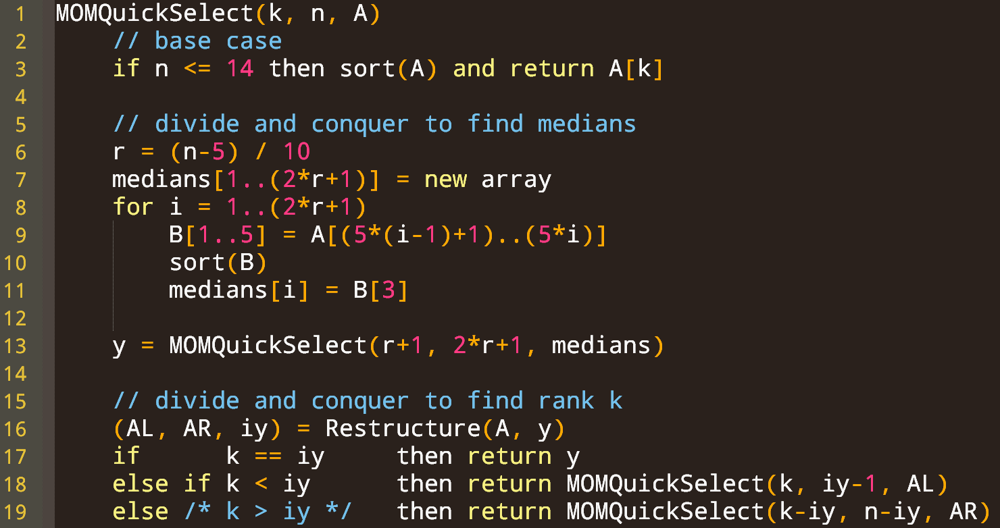 1 MOMQuickSelect(k, n, A)
2     // base case
3     if n <= 14 then sort(A) and return A[k]
4
5     // divide and conquer to find medians
6     r = (n-5) / 10
7     medians[1..(2*r+1)] = new array
8     for i = 1..(2*r+1)
9         B[1..5] = A[(5*(i-1)+1)..(5*i)]
10         sort(B)
11         medians[i] = B[3]
12
13     y = MOMQuickSelect(r+1, 2*r+1, medians)
14
15     // divide and conquer to find rank k
16     (AL, AR, iy) = Restructure(A, y)
17     if      k == iy     then return y
18     else if k < iy      then return MOMQuickSelect(k, iy-1, AL)
19     else /* k > iy */   then return MOMQuickSelect(k-iy, n-iy, AR)